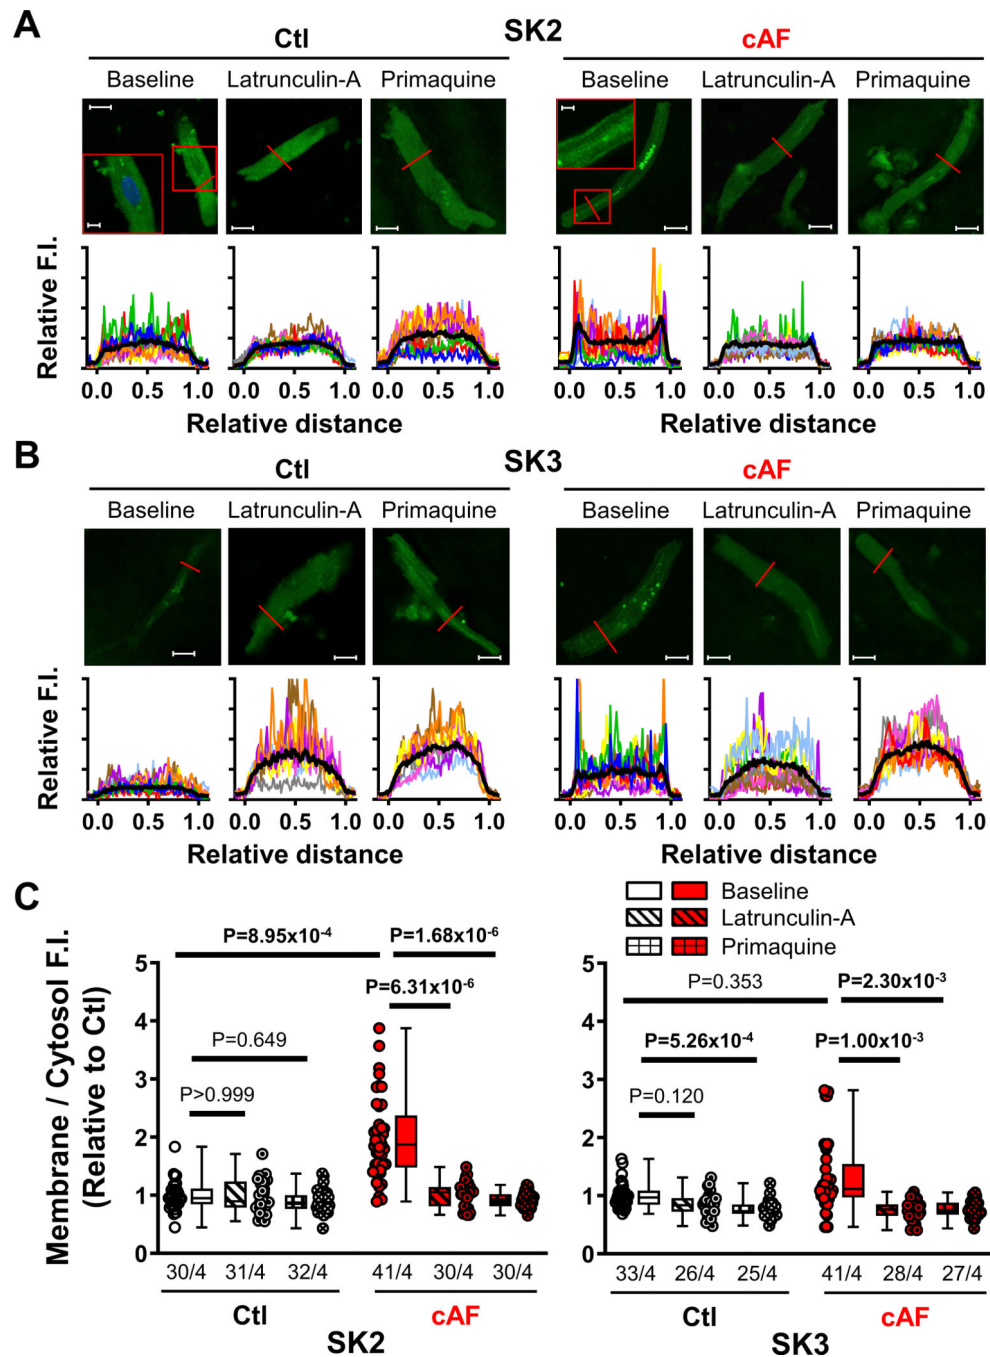 A
SK2
Ctl
cAF
Baseline
Latrunculin-A
Primaquine
Baseline
Latrunculin-A
Primaquine
Relative F.I.
0.0 0.5 1.0
0.0 0.5 1.0
0.0 0.5 1.0
0.0 0.5 1.0
0.0 0.5 1.0
0.0 0.5 1.0
Relative distance
Relative distance
B
SK3
Ctl
cAF
Baseline
Latrunculin-A
Primaquine
Baseline
Latrunculin-A
Primaquine
Relative F.I.
0.0 0.5 1.0
0.0 0.5 1.0
0.0 0.5 1.0
0.0 0.5 1.0
0.0 0.5 1.0
0.0 0.5 1.0
Relative distance
Relative distance
C
Baseline
Latrunculin-A
Primaquine
Membrane / Cytosol F.I.
(Relative to Ctl)
5
4
3
2
1
0
P=8.95x10⁻⁴
P=1.68x10⁻⁶
P=6.31x10⁻⁶
P=0.649
P>0.999
30/4 31/4 32/4 41/4 30/4 30/4
Ctl
cAF
SK2
5
4
3
2
1
0
P=0.353
P=2.30x10⁻³
P=5.26x10⁻⁴
P=1.00x10⁻³
P=0.120
33/4 26/4 25/4 41/4 28/4 27/4
Ctl
cAF
SK3